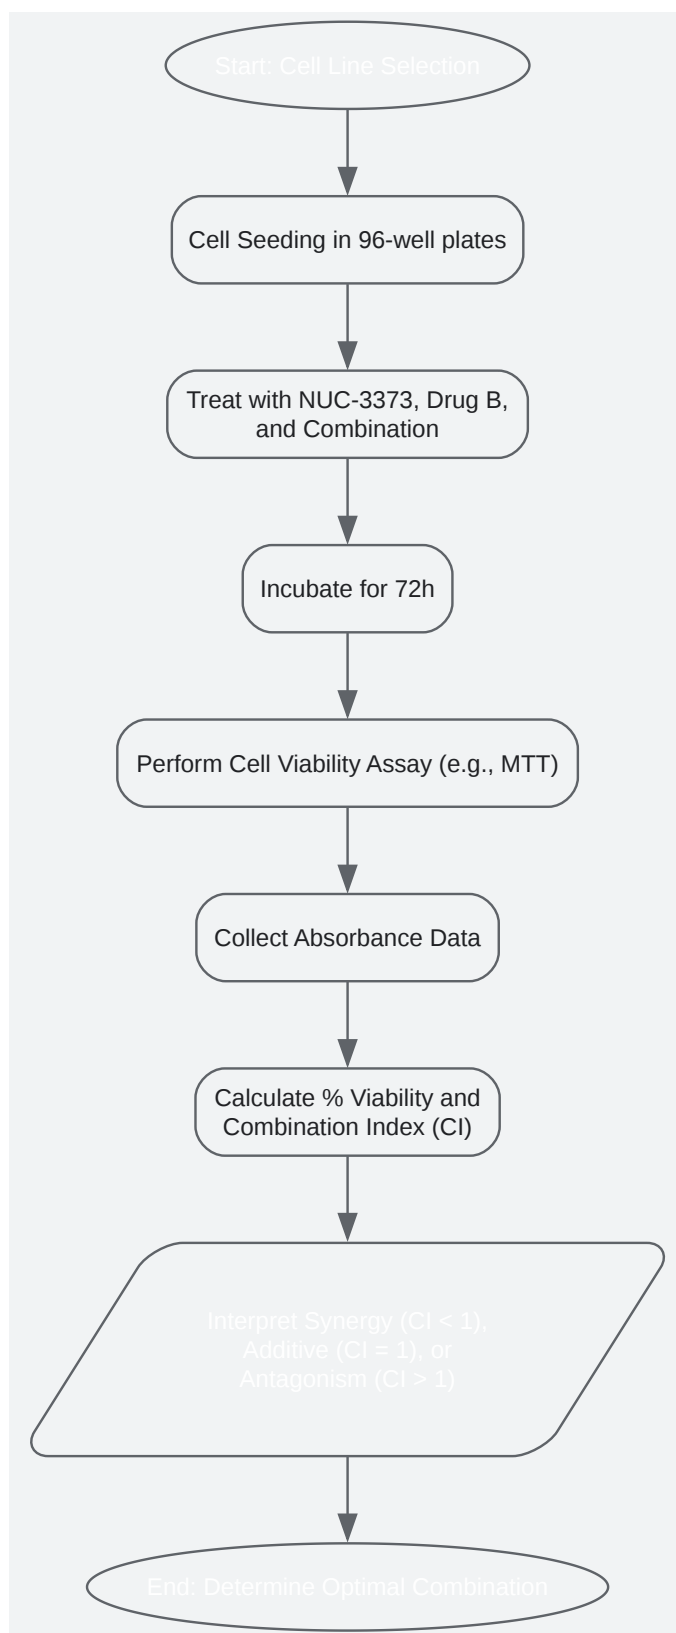 Start: Cell Line Selection
Cell Seeding in 96-well plates
Treat with NUC-3373, Drug B,
and Combination
Incubate for 72h
Perform Cell Viability Assay (e.g., MTT)
Collect Absorbance Data
Calculate % Viability and
Combination Index (CI)
Interpret Synergy (CI < 1),
Additive (CI = 1), or
Antagonism (CI > 1)
End: Determine Optimal Combination